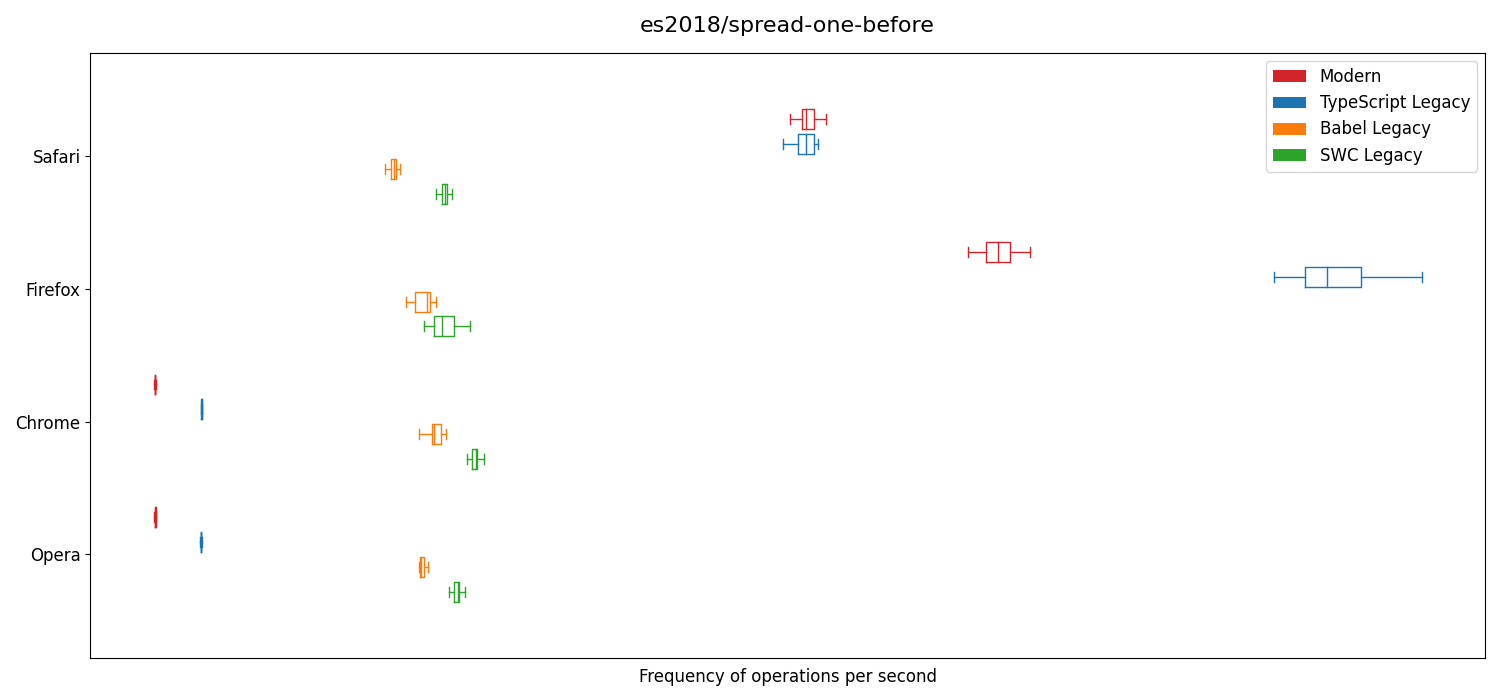 es2018/spread-one-before
Modern
TypeScript Legacy
Babel Legacy
SWC Legacy
Safari
Firefox
Chrome
Opera
Frequency of operations per second